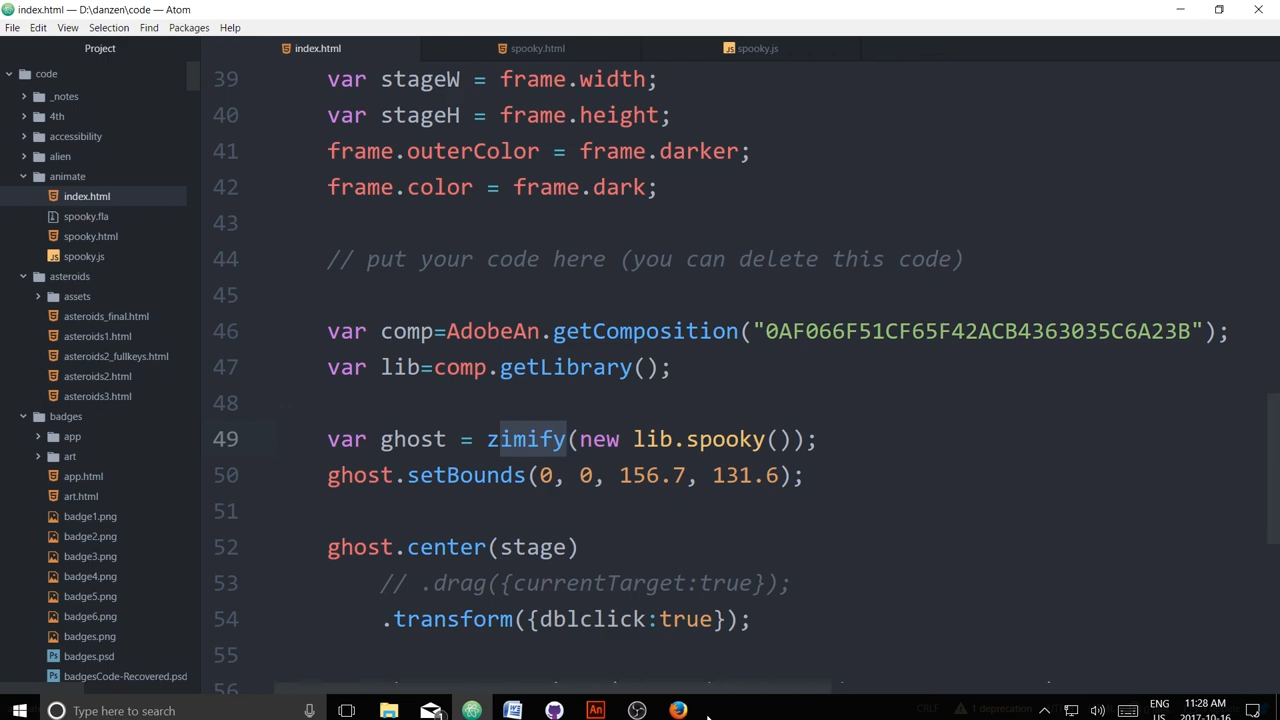 index.html — D:\danzen\code — Atom
File Edit View Selection Find Packages Help
Project
code
_notes
4th
accessibility
alien
animate
index.html
spooky.fla
spooky.html
spooky.js
asteroids
assets
asteroids_final.html
asteroids1.html
asteroids2_fullkeys.html
asteroids2.html
asteroids3.html
badges
app
art
app.html
art.html
badge1.png
badge2.png
badge3.png
badge4.png
badge5.png
badge6.png
badges.png
badges.psd
badgesCode-Recovered.psd
index.html spooky.html spooky.js
39 var stageW = frame.width;
40 var stageH = frame.height;
41 frame.outerColor = frame.darker;
42 frame.color = frame.dark;
43
44 // put your code here (you can delete this code)
45
46 var comp=AdobeAn.getComposition("0AF066F51CF65F42ACB4363035C6A23B");
47 var lib=comp.getLibrary();
48
49 var ghost = zimify(new lib.spooky());
50 ghost.setBounds(0, 0, 156.7, 131.6);
51
52 ghost.center(stage)
53 // .drag({currentTarget:true});
54 .transform({dblclick:true});
55
56
CRLF 1 deprecation
Type here to search
ENG
US
11:28 AM
2017-10-16